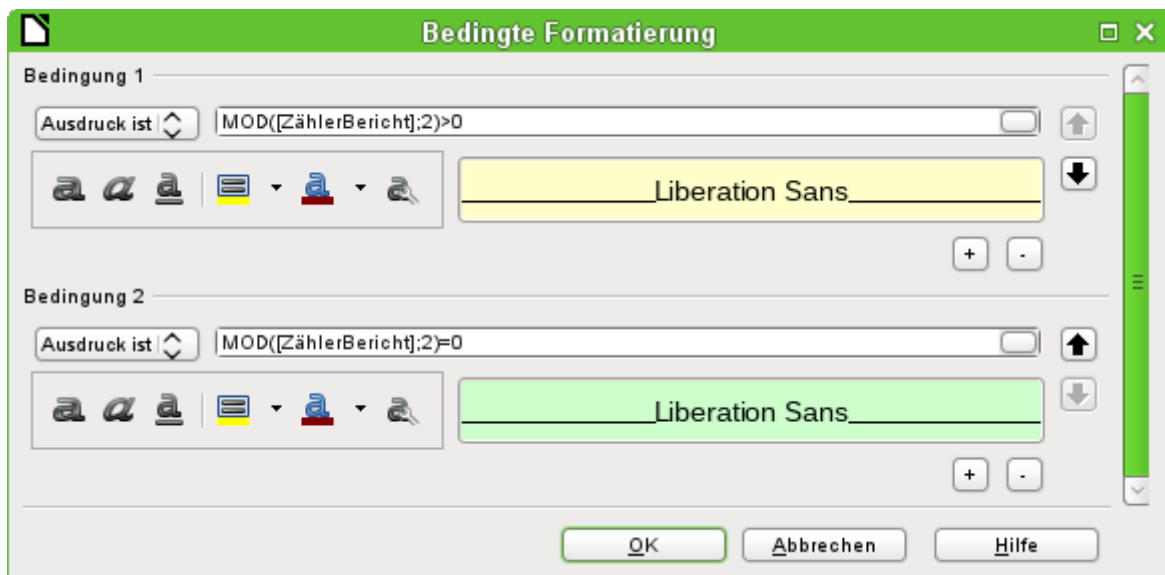 Bedingte Formatierung
Bedingung 1
Ausdruck ist MOD([ZählerBericht];2)>0
a a a a a
Liberation Sans
+ -
Bedingung 2
Ausdruck ist MOD([ZählerBericht];2)=0
a a a a a
Liberation Sans
+ -
OK Abbrechen Hilfe